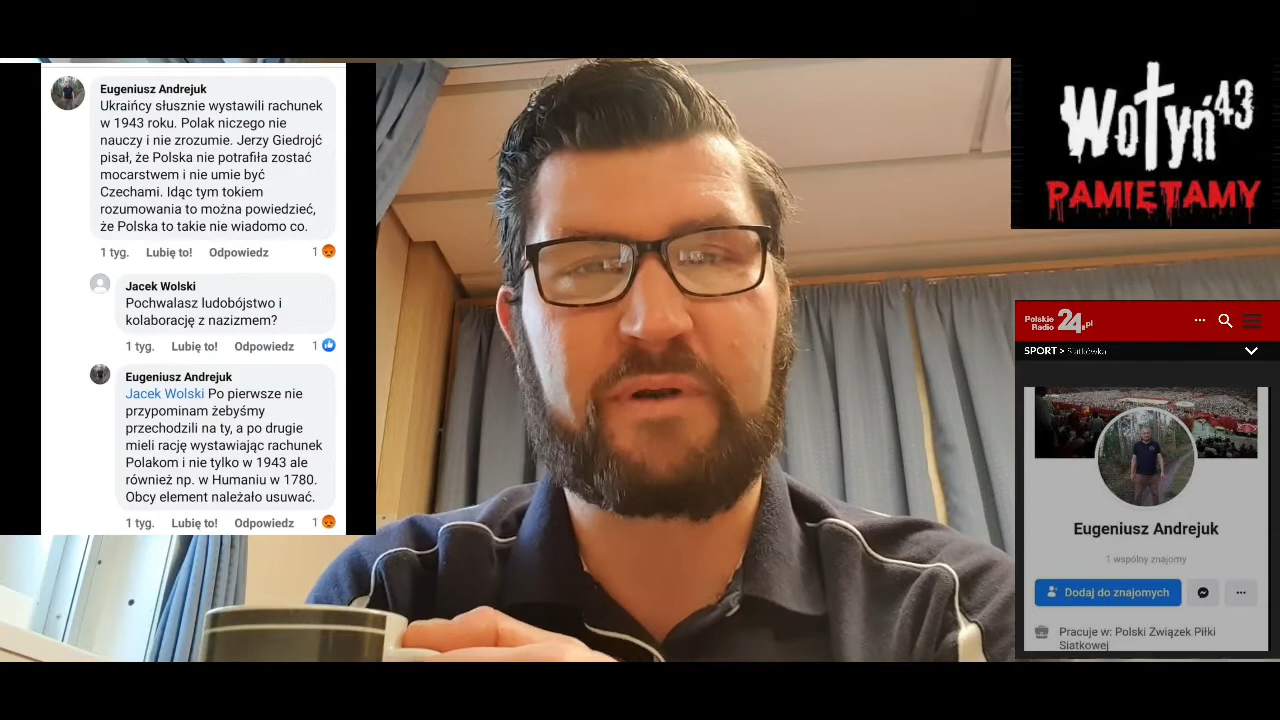 Eugeniusz Andrejuk
Ukraińcy słusznie wystawili rachunek
w 1943 roku. Polak niczego nie
nauczy i nie zrozumie. Jerzy Giedrojć
pisał, że Polska nie potrafiła zostać
mocarstwem i nie umie być
Czechami. Idąc tym tokiem
rozumowania to można powiedzieć,
że Polska to takie nie wiadomo co.
1 tyg. Lubię to! Odpowiedz 1
Jacek Wolski
Pochwalasz ludobójstwo i
kolaborację z nazizmem?
1 tyg. Lubię to! Odpowiedz 1
Eugeniusz Andrejuk
Jacek Wolski Po pierwsze nie
przypominam żebyśmy
przechodzili na ty, a po drugie
mieli rację wystawiając rachunek
Polakom i nie tylko w 1943 ale
również np. w Humaniu w 1780.
Obcy element należało usuwać.
1 tyg. Lubię to! Odpowiedz 1
Wołyń '43
PAMIĘTAMY
Polskie
Radio 24.pl
SPORT > Siatkówka
Eugeniusz Andrejuk
1 wspólny znajomy
Dodaj do znajomych
Pracuje w: Polski Związek Piłki
Siatkowej